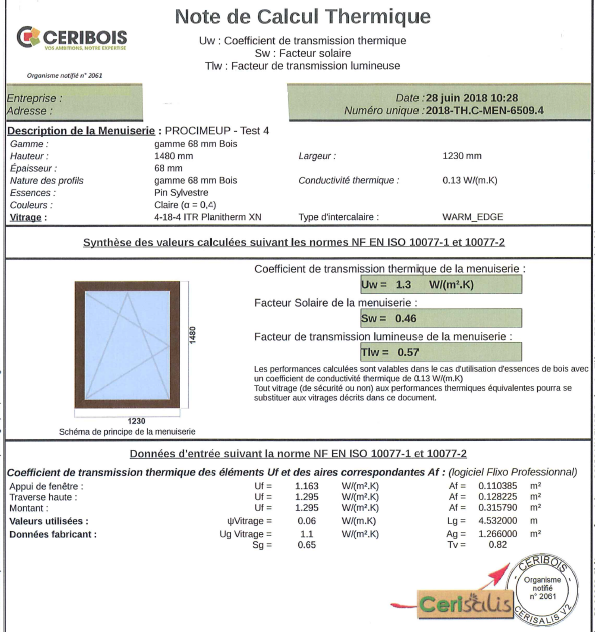 Note de Calcul Thermique
CERIBOIS
VOS AMBITIONS, NOTRE EXPERTISE
Uw : Coefficient de transmission thermique
Sw : Facteur solaire
Tlw : Facteur de transmission lumineuse
Organisme notifié n° 2061
Entreprise :
Adresse :
Date : 28 juin 2018 10:28
Numéro unique : 2018-TH.C-MEN-6509.4
Description de la Menuiserie : PROCIMEUP - Test 4
Gamme : gamme 68 mm Bois
Hauteur : 1480 mm Largeur : 1230 mm
Épaisseur : 68 mm
Nature des profils gamme 68 mm Bois Conductivité thermique : 0.13 W/(m.K)
Essences : Pin Sylvestre
Couleurs : Claire (α = 0,4)
Vitrage : 4-18-4 ITR Planitherm XN Type d'intercalaire : WARM_EDGE
Synthèse des valeurs calculées suivant les normes NF EN ISO 10077-1 et 10077-2
Coefficient de transmission thermique de la menuiserie :
Uw = 1.3 W/(m².K)
Facteur Solaire de la menuiserie :
Sw = 0.46
Facteur de transmission lumineuse de la menuiserie :
Tlw = 0.57
Les performances calculées sont valables dans le cas d'utilisation d'essences de bois avec
un coefficient de conductivité thermique de 0.13 W/(m.K)
Tout vitrage (de sécurité ou non) aux performances thermiques équivalentes pourra se
substituer aux vitrages décrits dans ce document.
1480
1230
Schéma de principe de la menuiserie
Données d'entrée suivant la norme NF EN ISO 10077-1 et 10077-2
Coefficient de transmission thermique des éléments Uf et des aires correspondantes Af : (logiciel Flixo Professionnal)
Appui de fenêtre : Uf = 1.163 W/(m².K) Af = 0.110385 m²
Traverse haute : Uf = 1.295 W/(m².K) Af = 0.128225 m²
Montant : Uf = 1.295 W/(m².K) Af = 0.315790 m²
Valeurs utilisées : ψVitrage = 0.06 W/(m.K) Lg = 4.532000 m
Données fabricant : Ug Vitrage = 1.1 W/(m².K) Ag = 1.266000 m²
Sg = 0.65 Tv = 0.82
Cerisalis
CERIBOIS
Organisme
notifié
n° 2061
CERISALIS V2